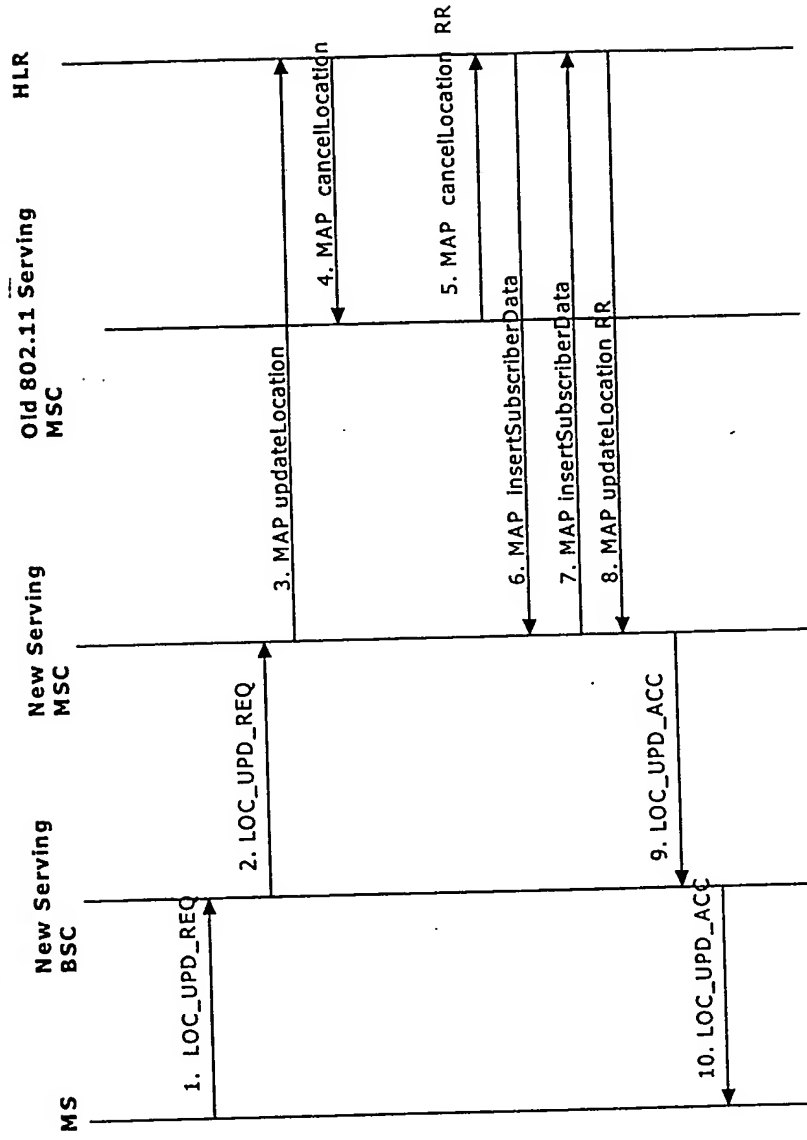 MS
New Serving
BSC
New Serving
MSC
Old 802.11 Serving
MSC
HLR
1. LOC_UPD_REQ
2. LOC_UPD_REQ
3. MAP updateLocation
4. MAP cancelLocation
5. MAP cancelLocation RR
6. MAP insertSubscriberData
7. MAP insertSubscriberData
8. MAP updateLocation RR
9. LOC_UPD_ACC
10. LOC_UPD_ACC